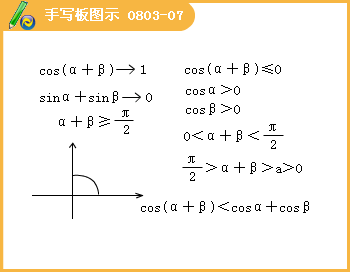 手写板图示 0803-07
cos(α+β)→1
sinα+sinβ→0
α+β≥π/2
cos(α+β)≤0
cosα>0
cosβ>0
0<α+β<π/2
π/2>α+β>a>0
cos(α+β)<cosα+cosβ